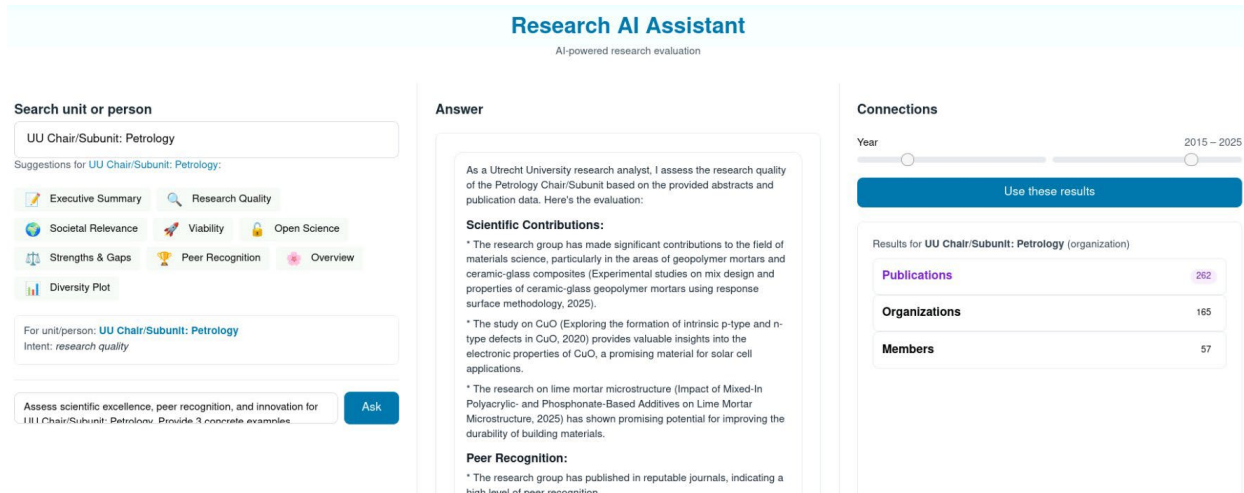 Research AI Assistant
AI-powered research evaluation
Search unit or person
UU Chair/Subunit: Petrology
Suggestions for UU Chair/Subunit: Petrology:
📝 Executive Summary 🔍 Research Quality
🌍 Societal Relevance 🚀 Viability 🔓 Open Science
⚖️ Strengths & Gaps 🏆 Peer Recognition 🌸 Overview
📊 Diversity Plot
For unit/person: UU Chair/Subunit: Petrology
Intent: research quality
Assess scientific excellence, peer recognition, and innovation for
UU Chair/Subunit: Petrology. Provide 3 concrete examples
Ask
Answer
As a Utrecht University research analyst, I assess the research quality
of the Petrology Chair/Subunit based on the provided abstracts and
publication data. Here's the evaluation:
Scientific Contributions:
* The research group has made significant contributions to the field of
materials science, particularly in the areas of geopolymer mortars and
ceramic-glass composites (Experimental studies on mix design and
properties of ceramic-glass geopolymer mortars using response
surface methodology, 2025).
* The study on CuO (Exploring the formation of intrinsic p-type and n-
type defects in CuO, 2020) provides valuable insights into the
electronic properties of CuO, a promising material for solar cell
applications.
* The research on lime mortar microstructure (Impact of Mixed-In
Polyacrylic- and Phosphonate-Based Additives on Lime Mortar
Microstructure, 2025) has shown promising potential for improving the
durability of building materials.
Peer Recognition:
* The research group has published in reputable journals, indicating a
high level of peer recognition.
Connections
Year 2015 – 2025
Use these results
Results for UU Chair/Subunit: Petrology (organization)
Publications 262
Organizations 165
Members 57